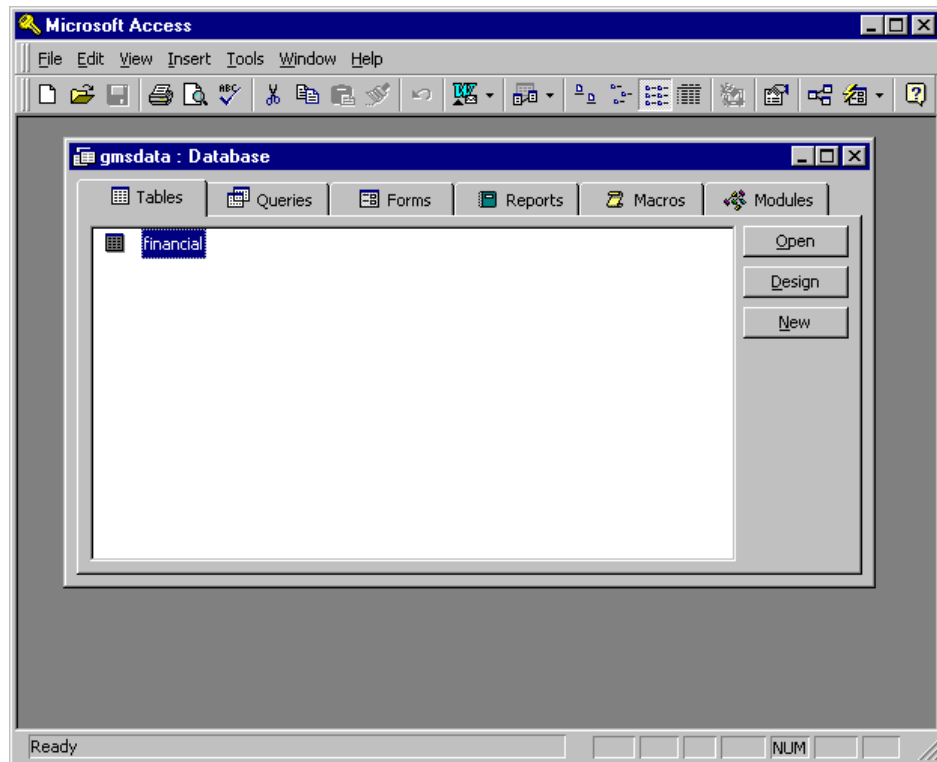 Microsoft Access
File Edit View Insert Tools Window Help
ABC
gmsdata : Database
Tables Queries Forms Reports Macros Modules
financial
Open
Design
New
Ready NUM